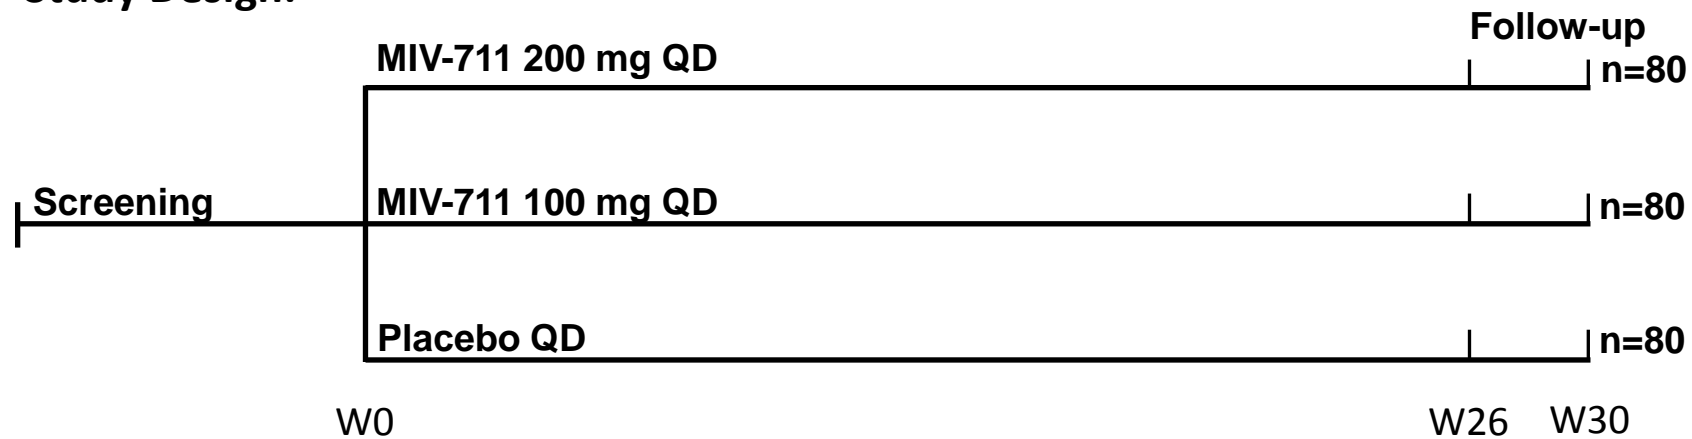 Study Design:
Follow-up
MIV-711 200 mg QD
n=80
Screening
MIV-711 100 mg QD
n=80
Placebo QD
n=80
W0
W26
W30